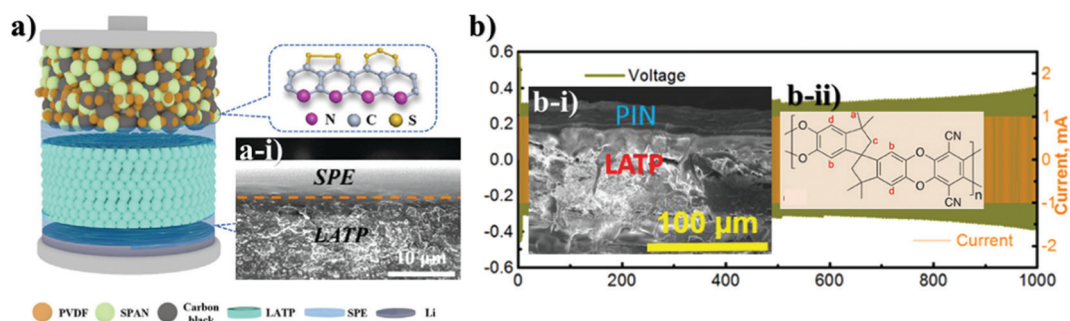 a)
N C S
a-i)
SPE
LATP
10 μm
PVDF SPAN Carbon black LATP SPE Li
b)
0.6
0.4
0.2
0.0
-0.2
-0.4
-0.6
Voltage
b-i)
PIN
LATP
100 μm
b-ii)
O
O
d
a
c
b
b
b
d
O
O
CN
CN
n
Current
2
1
0
-1
-2
Current, mA
0 200 400 600 800 1000